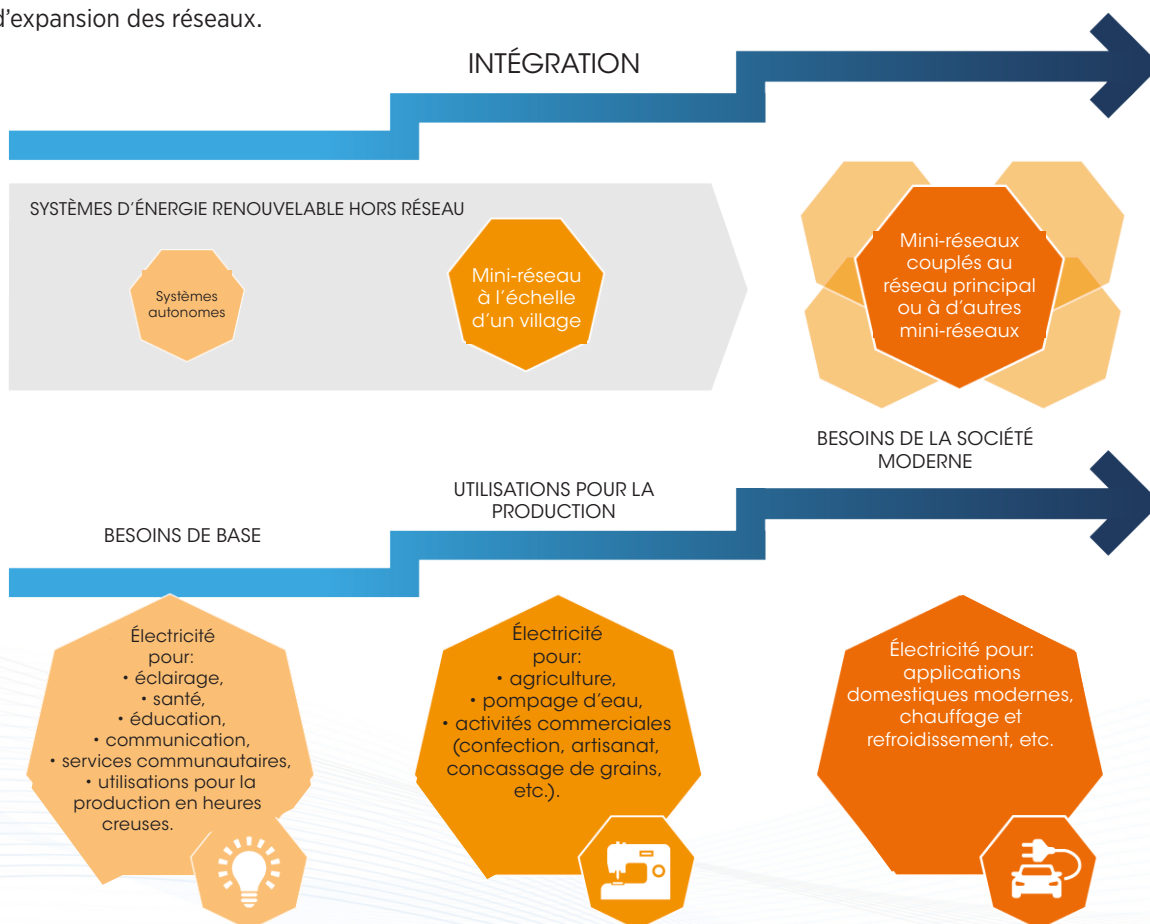 d'expansion des réseaux.
INTÉGRATION
SYSTÈMES D'ÉNERGIE RENOUVELABLE HORS RÉSEAU
Systèmes
autonomes
Mini-réseau
à l'échelle
d'un village
Mini-réseaux
couplés au
réseau principal
ou à d'autres
mini-réseaux
BESOINS DE BASE
UTILISATIONS POUR LA
PRODUCTION
BESOINS DE LA SOCIÉTÉ
MODERNE
Électricité
pour:
• éclairage,
• santé,
• éducation,
• communication,
• services communautaires,
• utilisations pour la
production en heures
creuses.
Électricité
pour:
• agriculture,
• pompage d'eau,
• activités commerciales
(confection, artisanat,
concassage de grains,
etc.).
Électricité pour:
applications
domestiques modernes,
chauffage et
refroidissement, etc.